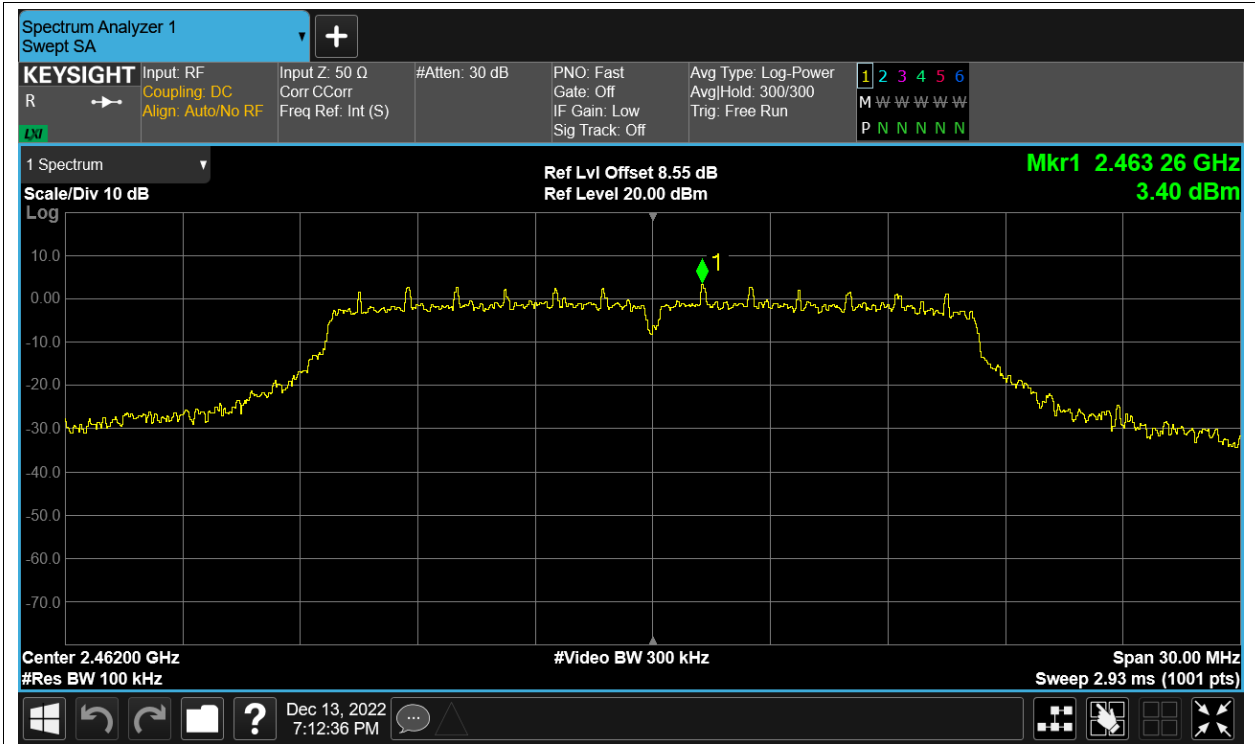 Spectrum Analyzer 1
Swept SA
KEYSIGHT
R
LXI
Input: RF
Coupling: DC
Align: Auto/No RF
Input Z: 50 Ω
Corr CCorr
Freq Ref: Int (S)
#Atten: 30 dB
PNO: Fast
Gate: Off
IF Gain: Low
Sig Track: Off
Avg Type: Log-Power
Avg|Hold: 300/300
Trig: Free Run
1 2 3 4 5 6
M W W W W W
P N N N N N
1 Spectrum
Scale/Div 10 dB
Log
Ref Lvl Offset 8.55 dB
Ref Level 20.00 dBm
Mkr1 2.463 26 GHz
3.40 dBm
1
10.0
0.00
-10.0
-20.0
-30.0
-40.0
-50.0
-60.0
-70.0
Center 2.46200 GHz
#Res BW 100 kHz
#Video BW 300 kHz
Span 30.00 MHz
Sweep 2.93 ms (1001 pts)
?
Dec 13, 2022
7:12:36 PM